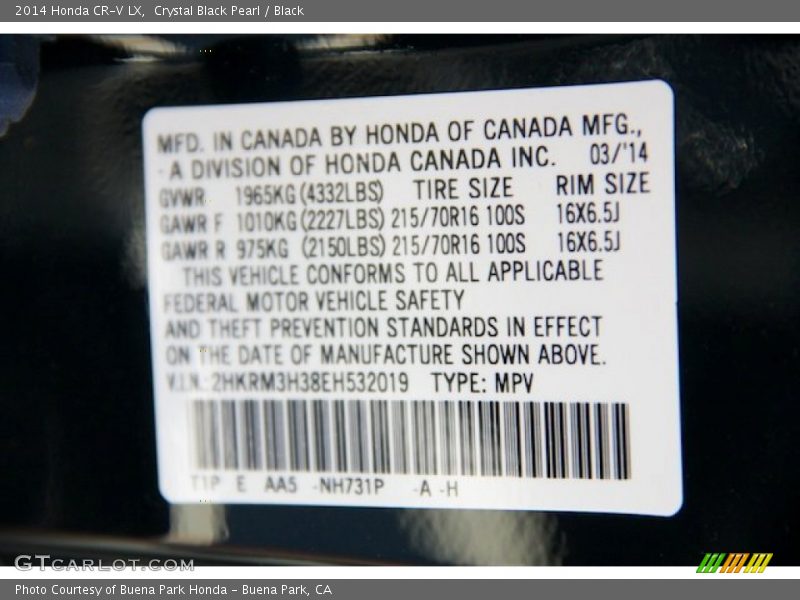 2014 Honda CR-V LX,  Crystal Black Pearl / Black
MFD. IN CANADA BY HONDA OF CANADA MFG.,
- A DIVISION OF HONDA CANADA INC. 03/'14
GVWR 1965KG (4332LBS) TIRE SIZE RIM SIZE
GAWR F 1010KG (2227LBS) 215/70R16 100S 16X6.5J
GAWR R 975KG (2150LBS) 215/70R16 100S 16X6.5J
THIS VEHICLE CONFORMS TO ALL APPLICABLE
FEDERAL MOTOR VEHICLE SAFETY
AND THEFT PREVENTION STANDARDS IN EFFECT
ON THE DATE OF MANUFACTURE SHOWN ABOVE.
V.I.N.: 2HKRM3H38EH532019 TYPE: MPV
T1P E AA5 -NH731P -A -H
GTCARLOT.COM
Photo Courtesy of Buena Park Honda - Buena Park, CA